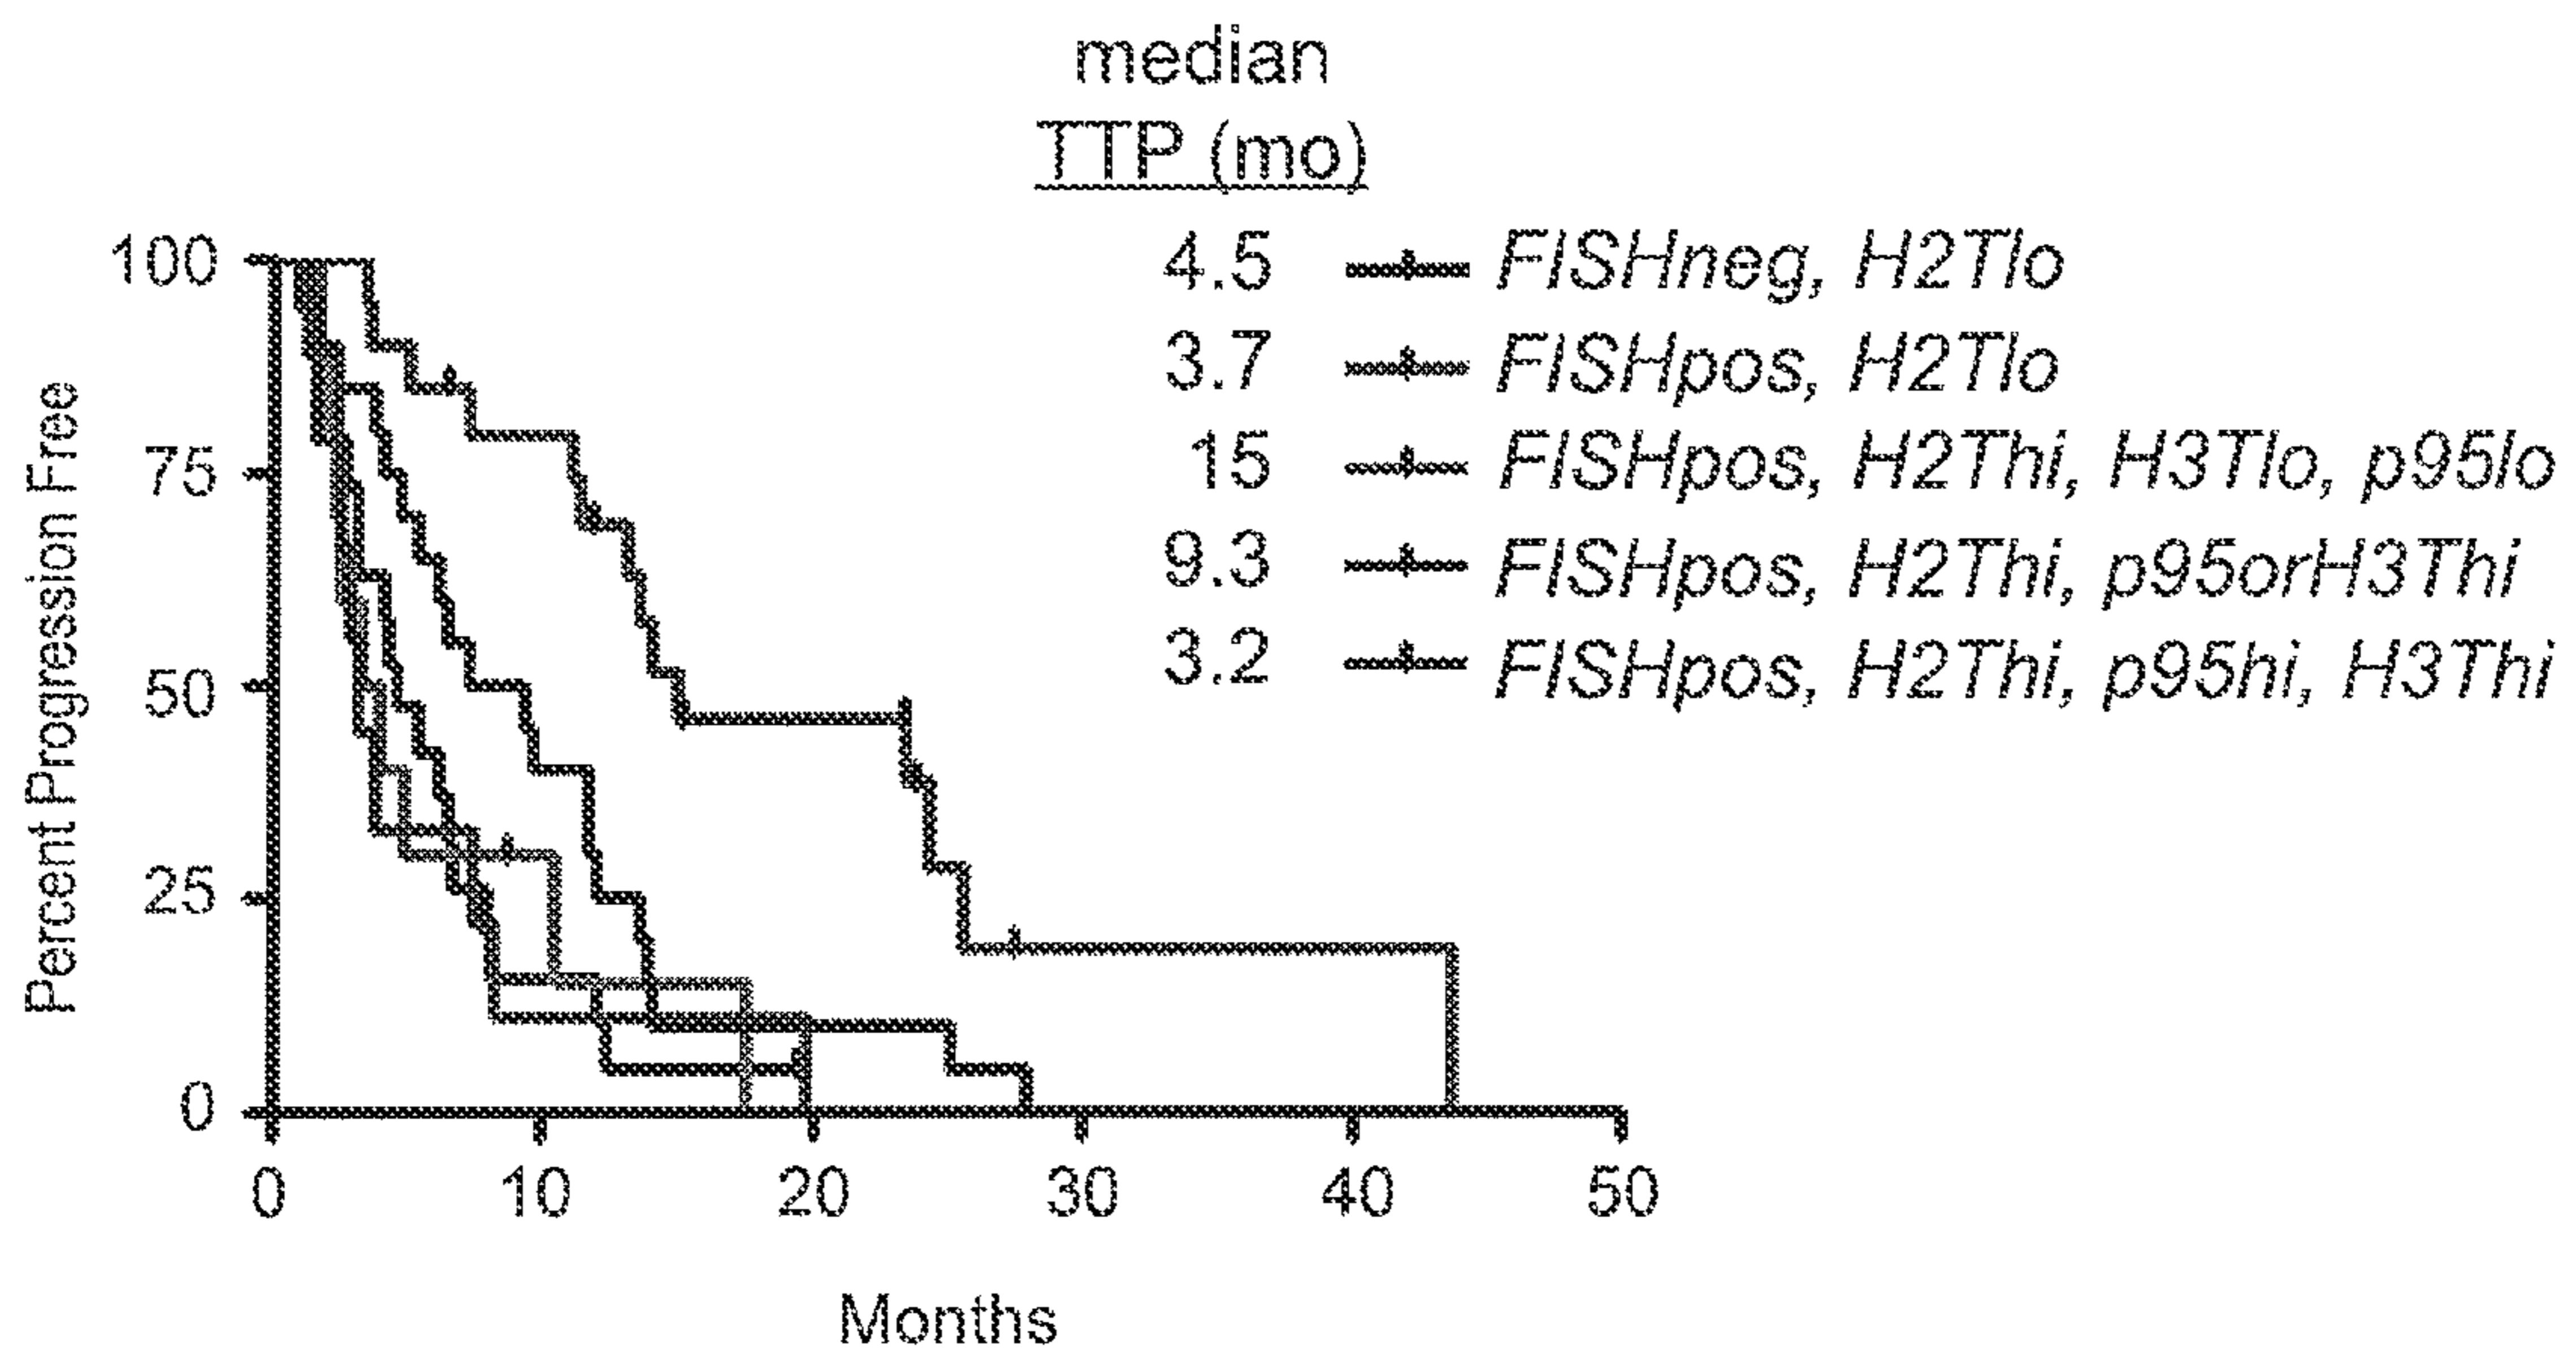 median
TTP (mo)
4.5 FISHneg, H2Tlo
3.7 FISHpos, H2Tlo
15 FISHpos, H2Thi, H3Tlo, p95lo
9.3 FISHpos, H2Thi, p95orH3Thi
3.2 FISHpos, H2Thi, p95hi, H3Thi
Percent Progression Free
100
75
50
25
0
0 10 20 30 40 50
Months